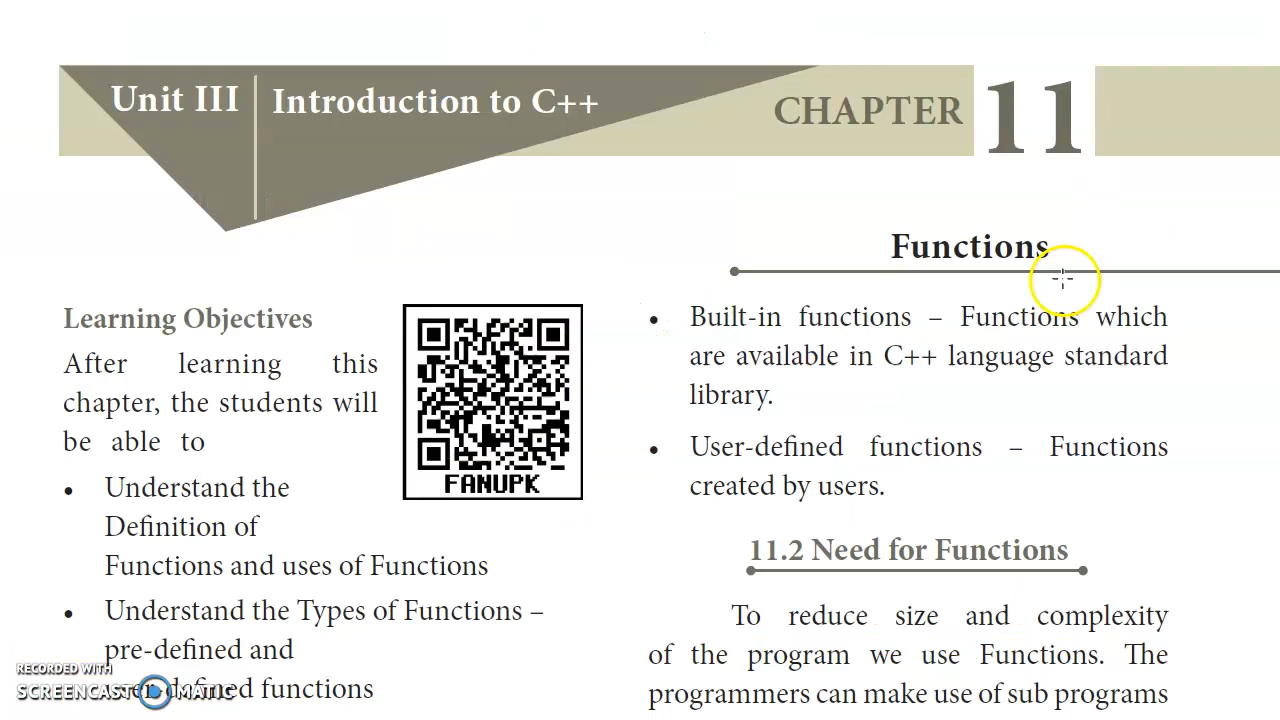 Unit III
Introduction to C++
CHAPTER
11
Functions
Learning Objectives
After learning this
chapter, the students will
be able to
• Understand the
Definition of
Functions and uses of Functions
• Understand the Types of Functions –
pre-defined and
user-defined functions
FANUPK
• Built-in functions – Functions which
are available in C++ language standard
library.
• User-defined functions – Functions
created by users.
11.2 Need for Functions
To reduce size and complexity
of the program we use Functions. The
programmers can make use of sub programs
RECORDED WITH
SCREENCAST MATIC